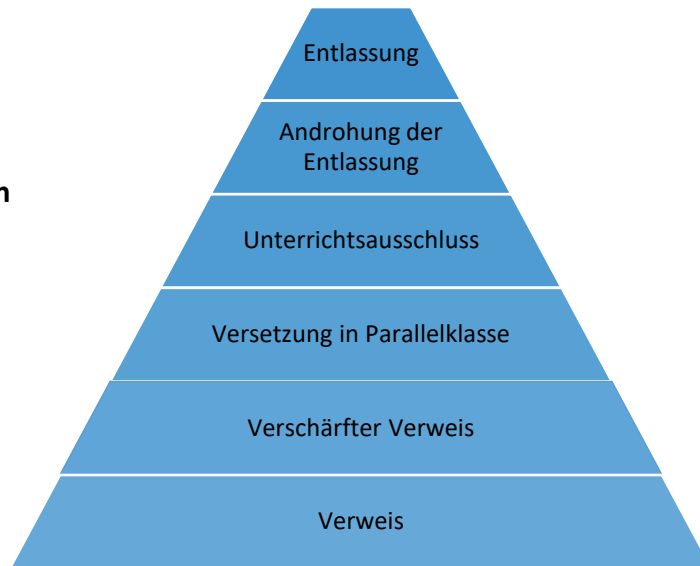 Entlassung
Androhung der
Entlassung
n
Unterrichtsausschluss
Versetzung in Parallelklasse
Verschärfter Verweis
Verweis